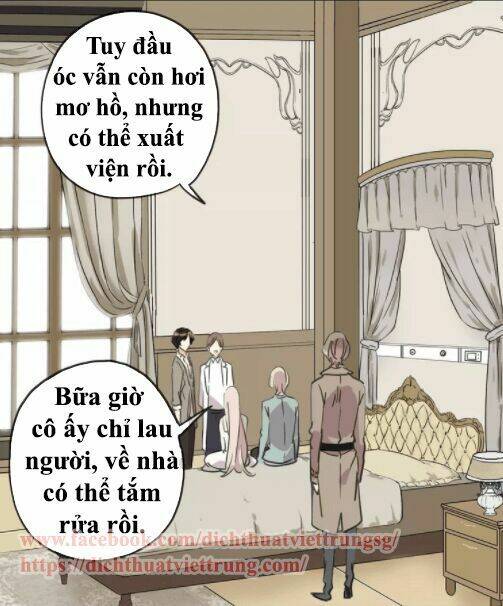 Tuy đầu
óc vẫn còn hơi
mơ hồ, nhưng
có thể xuất
viện rồi.
Bữa giờ
cô ấy chỉ lau
người, về nhà
có thể tắm
rửa rồi.
www.facebook.com/dichthuatviettrungsg/
https://dichthuatviettrung.com/